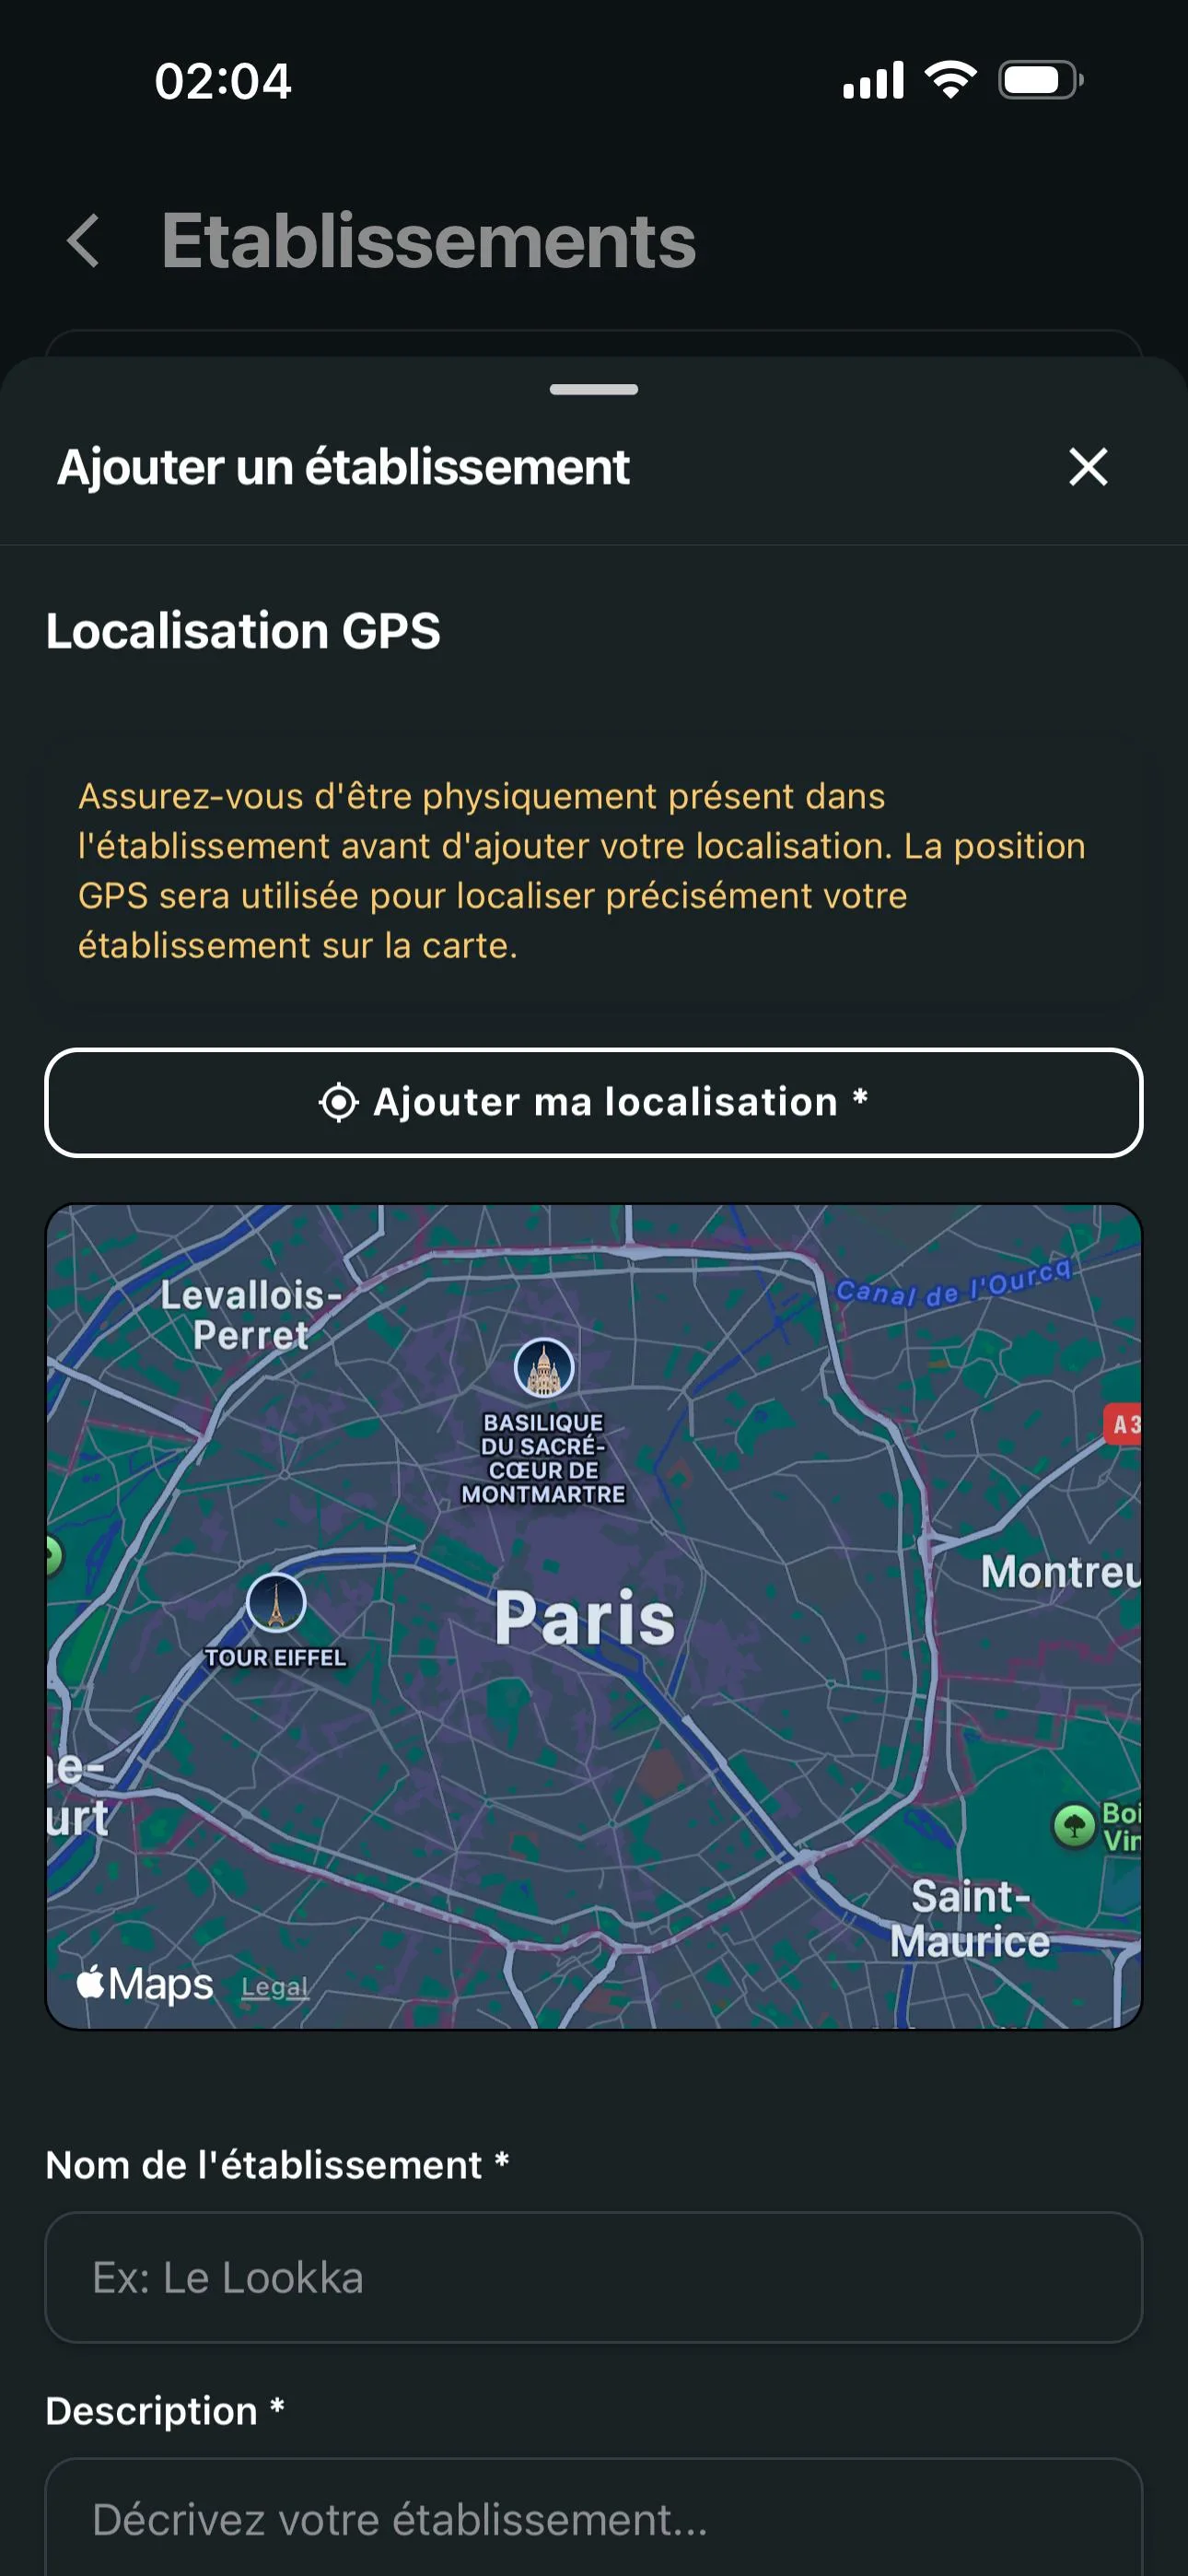 02:04
Etablissements
Ajouter un établissement
Localisation GPS
Assurez-vous d'être physiquement présent dans
l'établissement avant d'ajouter votre localisation. La position
GPS sera utilisée pour localiser précisément votre
établissement sur la carte.
Ajouter ma localisation *
Canal de l'Ourcq
Levallois-
Perret
BASILIQUE
DU SACRÉ-
CŒUR DE
MONTMARTRE
A3
Montreu
Paris
TOUR EIFFEL
ne-
urt
Boi
Vin
Saint-
Maurice
Maps Legal
Nom de l'établissement *
Ex: Le Lookka
Description *
Décrivez votre établissement...